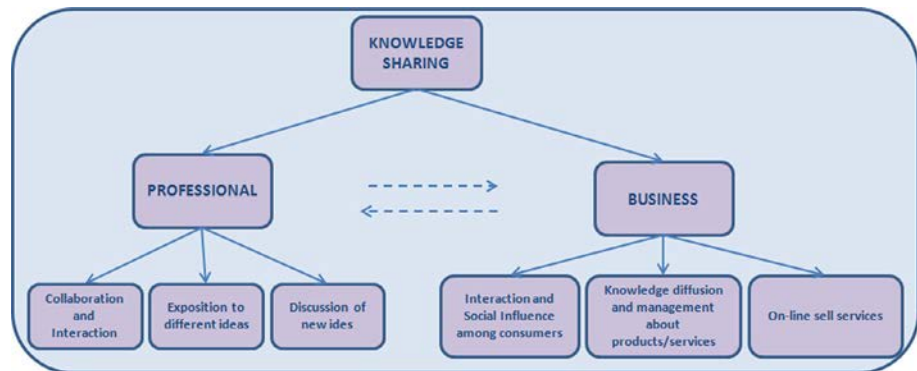 KNOWLEDGE
SHARING
PROFESSIONAL
BUSINESS
Collaboration
and
Interaction
Exposition to
different ideas
Discussion of
new ides
Interaction and
Social Influence
among consumers
Knowledge diffusion
and management
about
products/services
On-line sell services